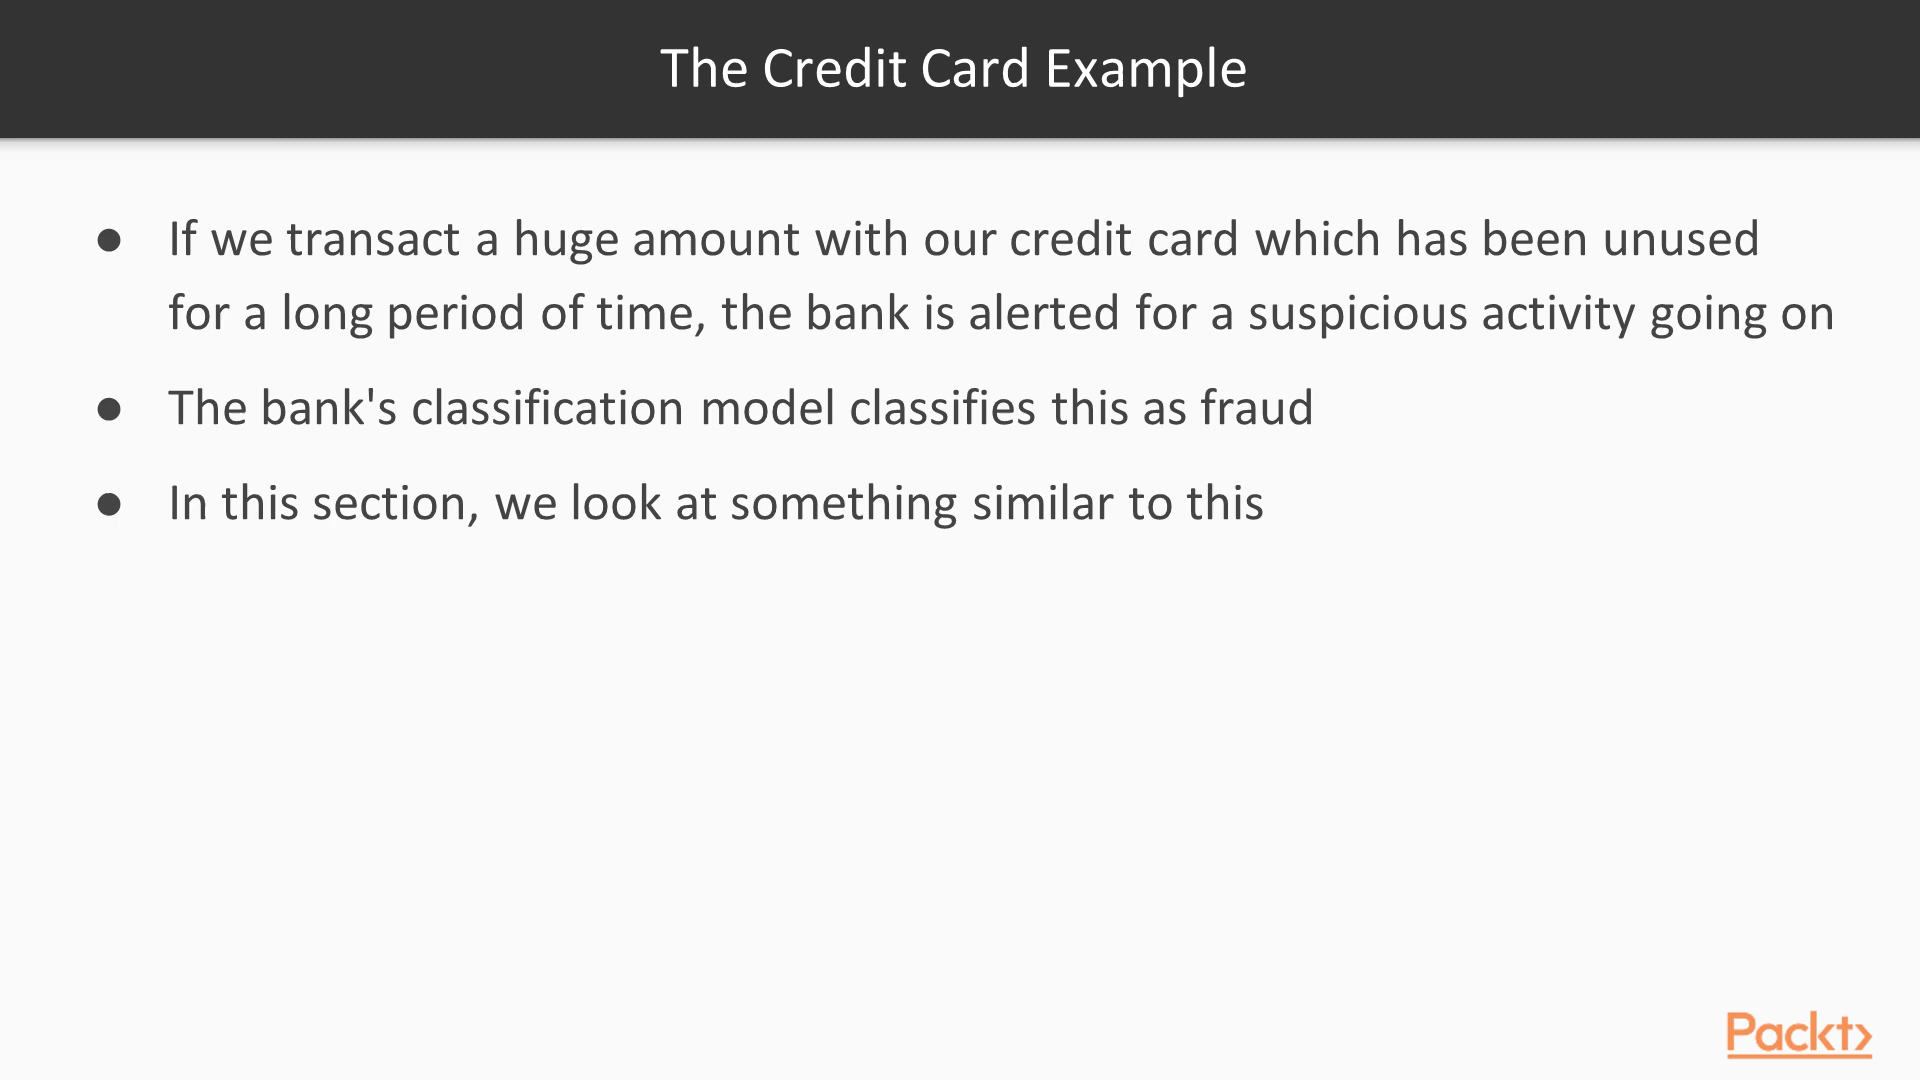 The Credit Card Example
● If we transact a huge amount with our credit card which has been unused
for a long period of time, the bank is alerted for a suspicious activity going on
● The bank's classification model classifies this as fraud
● In this section, we look at something similar to this
Packt>